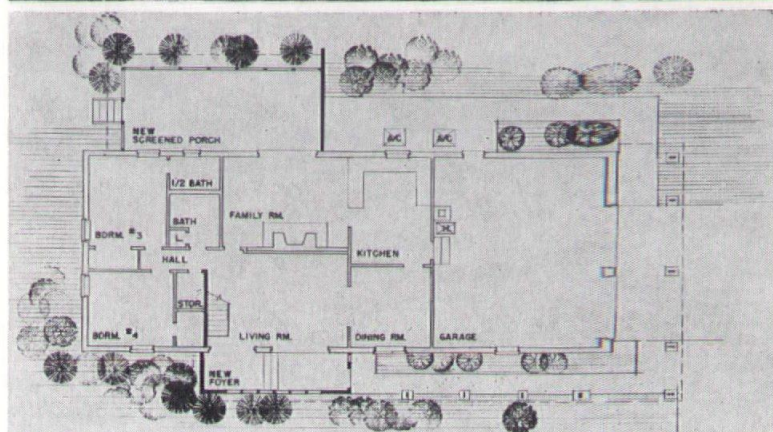 NEW
SCREENED PORCH
A/C
A/C
1/2 BATH
BATH
FAMILY RM.
BDRM. #3
KITCHEN
HALL
STOR.
BDRM. #4
LIVING RM.
DINING RM.
GARAGE
NEW
FOYER